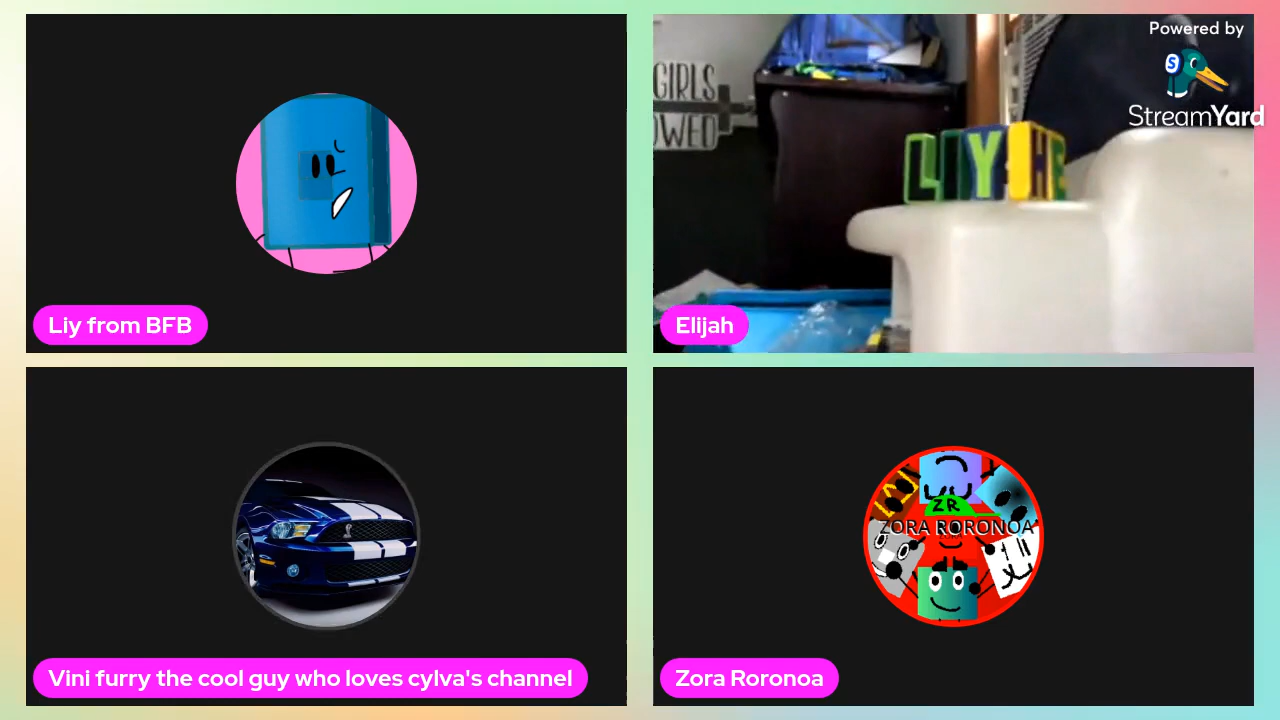 Powered by
StreamYard
S
GIRLS
OWED
L
Y
HE
Liy from BFB
Elijah
ZR
ZORA RORONOA
Vini furry the cool guy who loves cylva's channel
Zora Roronoa